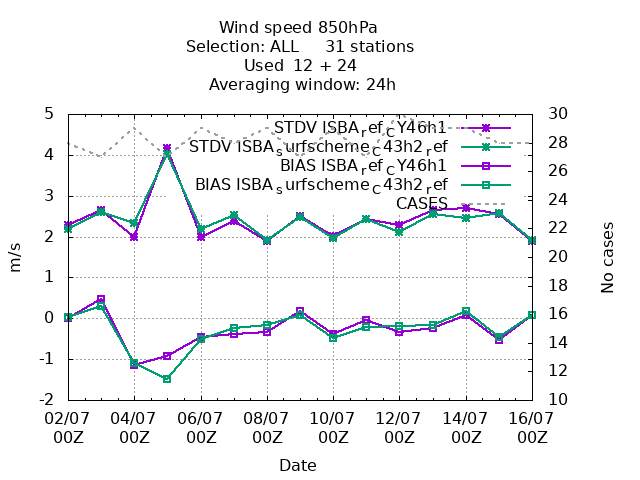 Wind speed 850hPa
Selection: ALL 31 stations
Used 12 + 24
Averaging window: 24h
STDV ISBA_ref_CY46h1
STDV ISBA_surfscheme_C43h2_ref
BIAS ISBA_ref_CY46h1
BIAS ISBA_surfscheme_C43h2_ref
CASES
5
4
3
2
1
0
-1
-2
m/s
30
28
26
24
22
20
18
16
14
12
10
No cases
02/07 04/07 06/07 08/07 10/07 12/07 14/07 16/07
00Z 00Z 00Z 00Z 00Z 00Z 00Z 00Z
Date